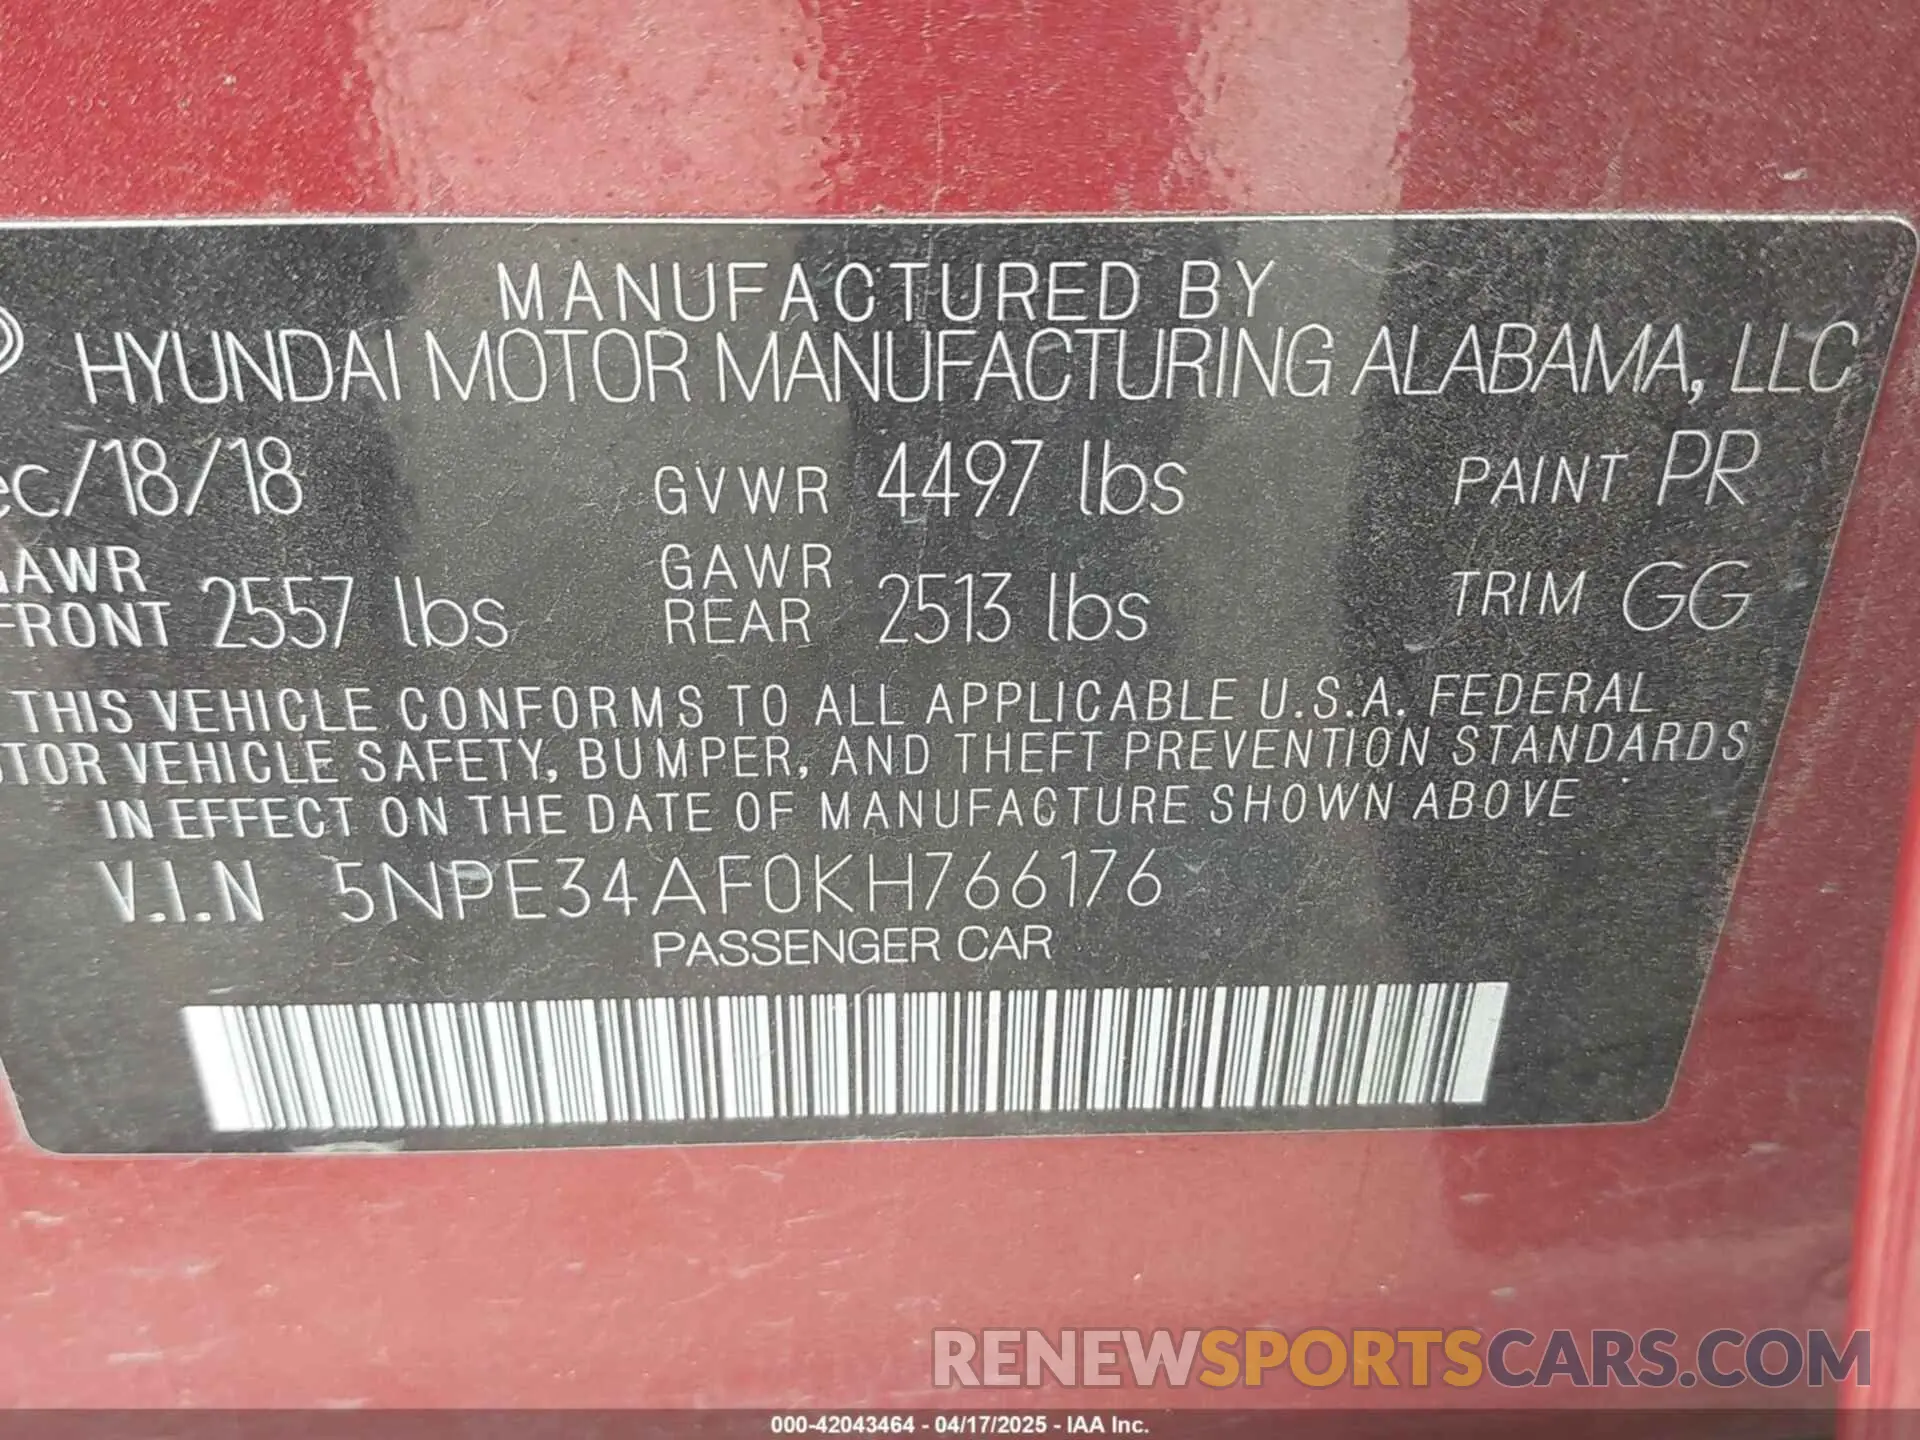 MANUFACTURED BY
HYUNDAI MOTOR MANUFACTURING ALABAMA, LLC
ec/18/18 GVWR 4497 lbs PAINT PR
GAWR FRONT 2557 lbs GAWR REAR 2513 lbs TRIM GG
THIS VEHICLE CONFORMS TO ALL APPLICABLE U.S.A. FEDERAL
TOR VEHICLE SAFETY, BUMPER, AND THEFT PREVENTION STANDARDS
IN EFFECT ON THE DATE OF MANUFACTURE SHOWN ABOVE
V.I.N 5NPE34AF0KH766176
PASSENGER CAR
RENEWSPORTSCARS.COM
000-42043464 - 04/17/2025 - IAA Inc.